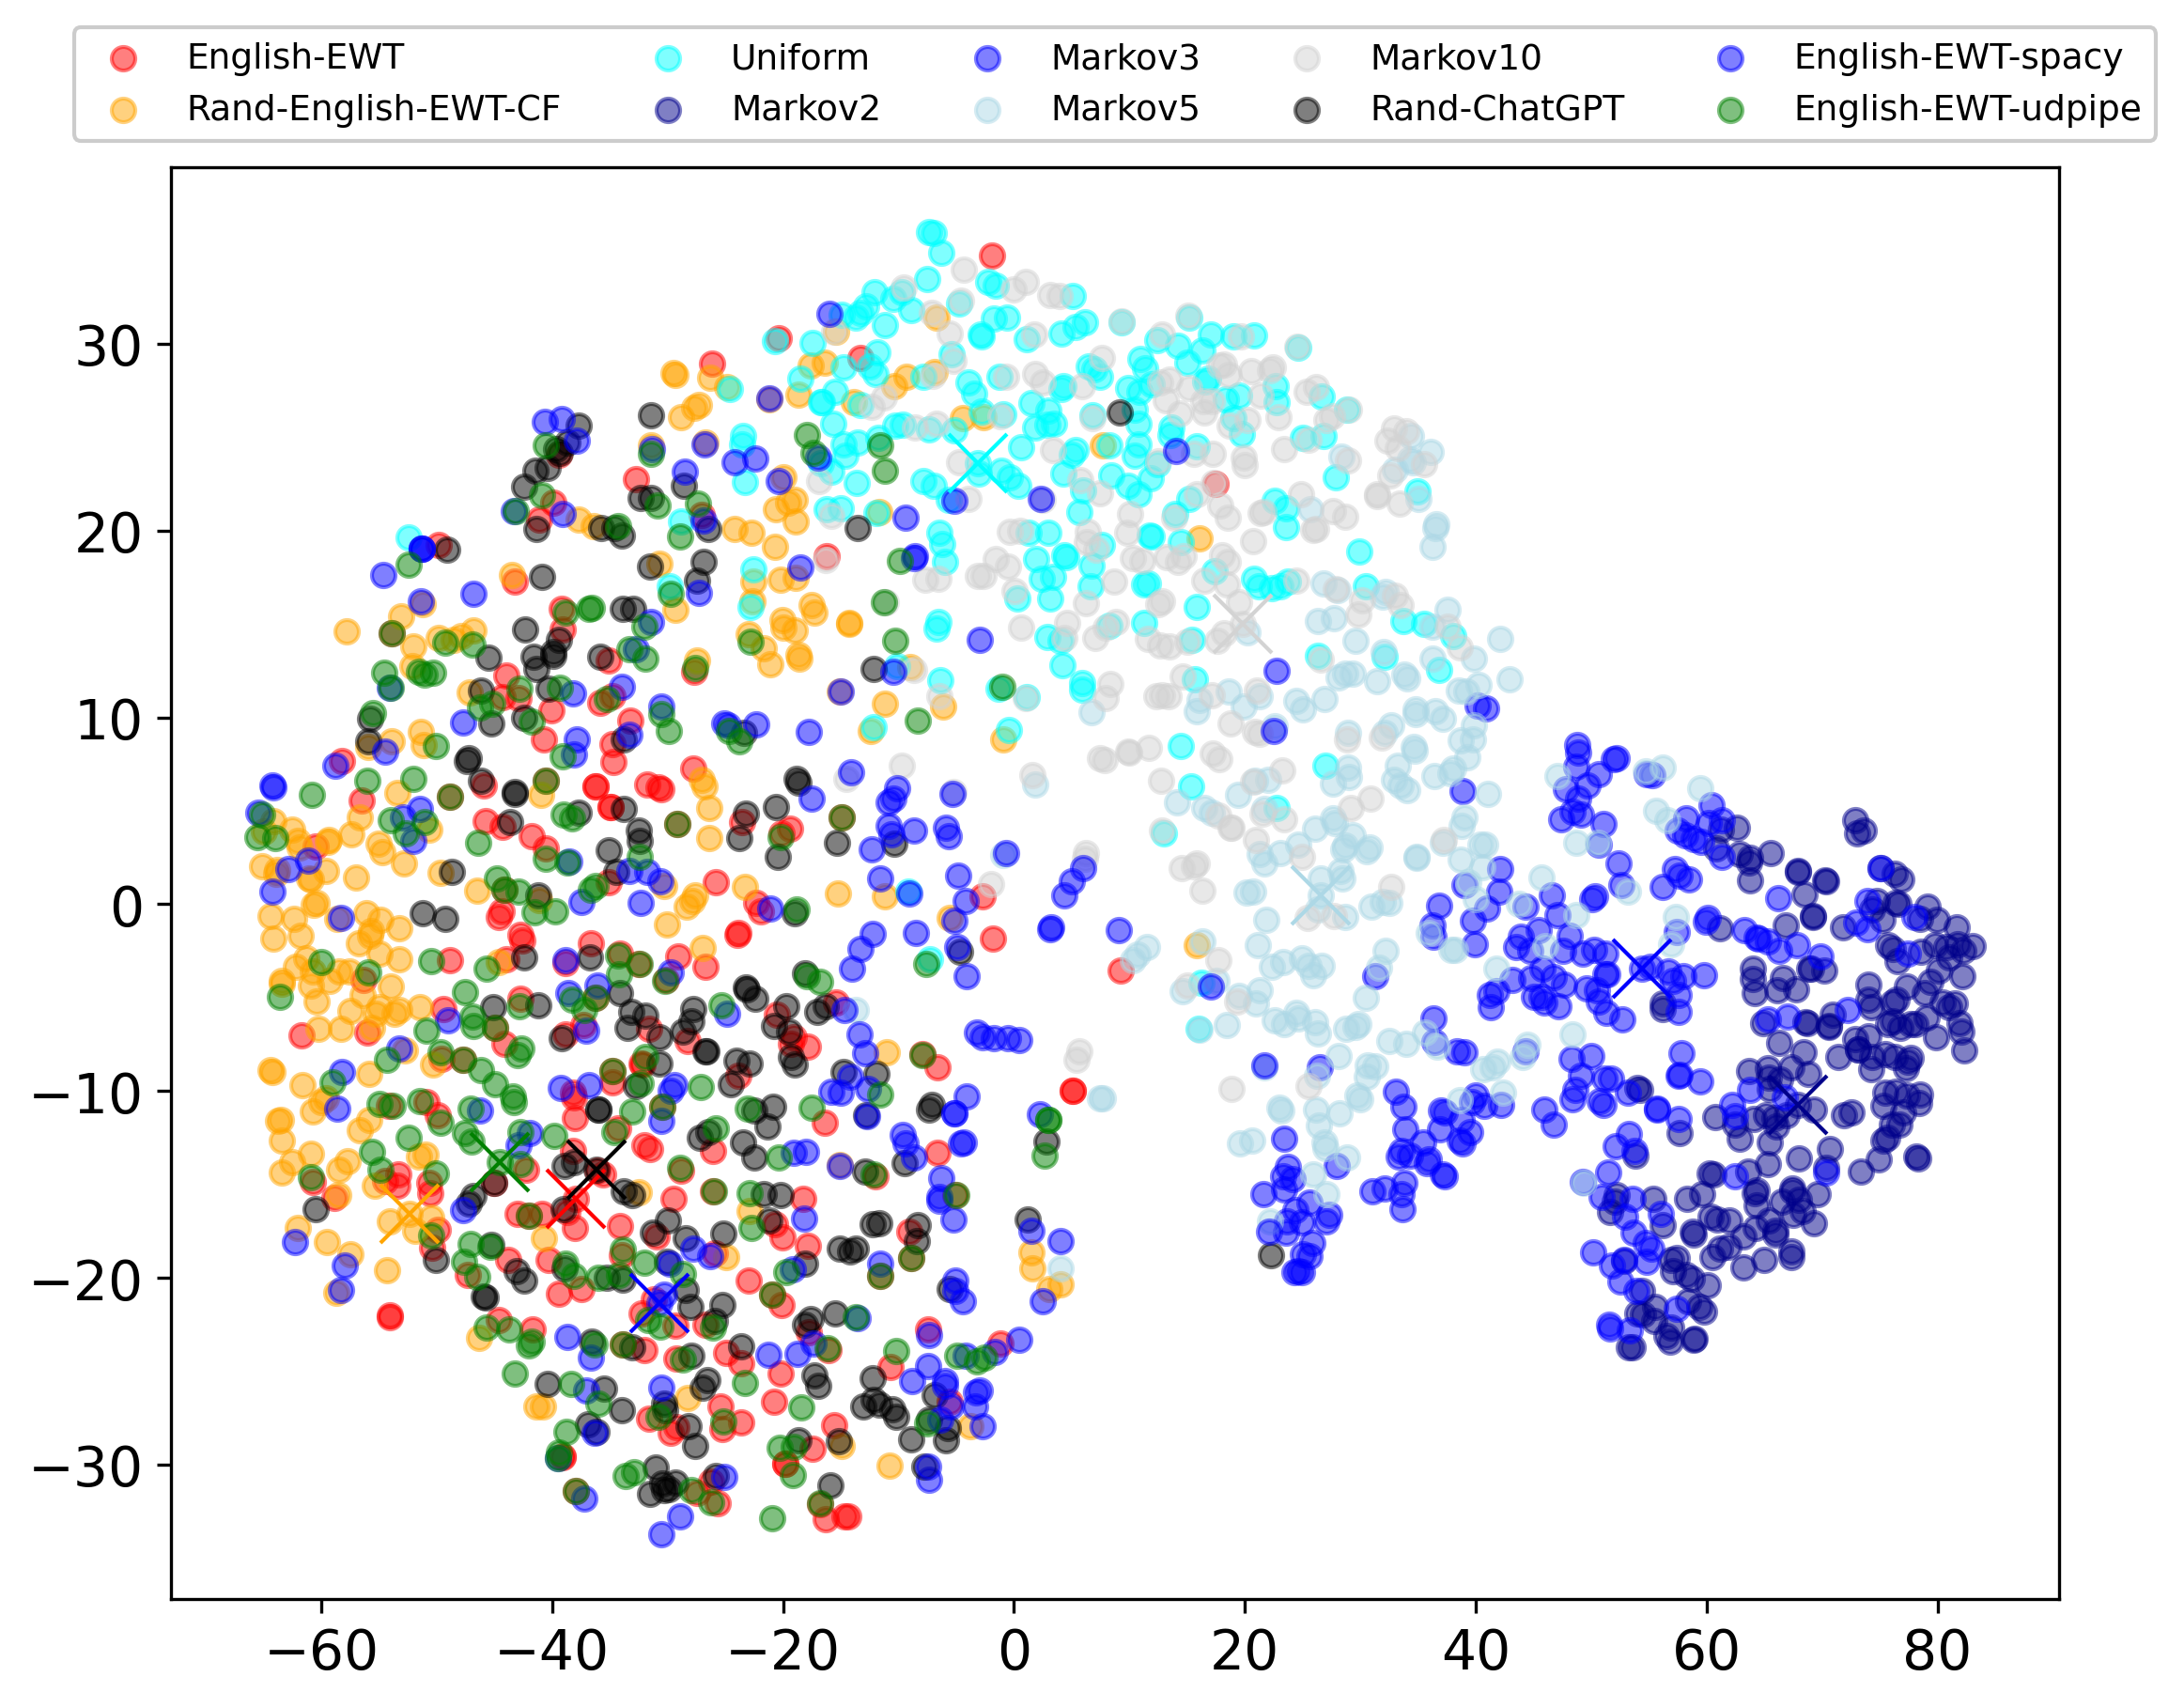 English-EWT Uniform Markov3 Markov10 English-EWT-spacy
Rand-English-EWT-CF Markov2 Markov5 Rand-ChatGPT English-EWT-udpipe
30
20
10
0
−10
−20
−30
−60 −40 −20 0 20 40 60 80